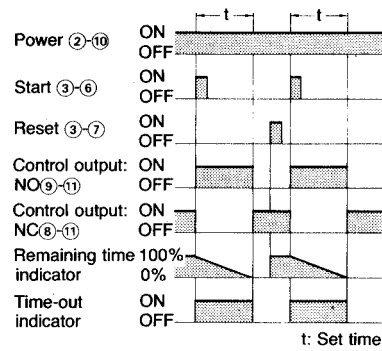 t t
Power ②-⑩ ON
OFF
Start ③-⑥ ON
OFF
Reset ③-⑦ ON
OFF
Control output: ON
NO⑨-⑪ OFF
Control output: ON
NC⑧-⑪ OFF
Remaining time 100%
indicator 0%
Time-out ON
indicator OFF
t: Set time